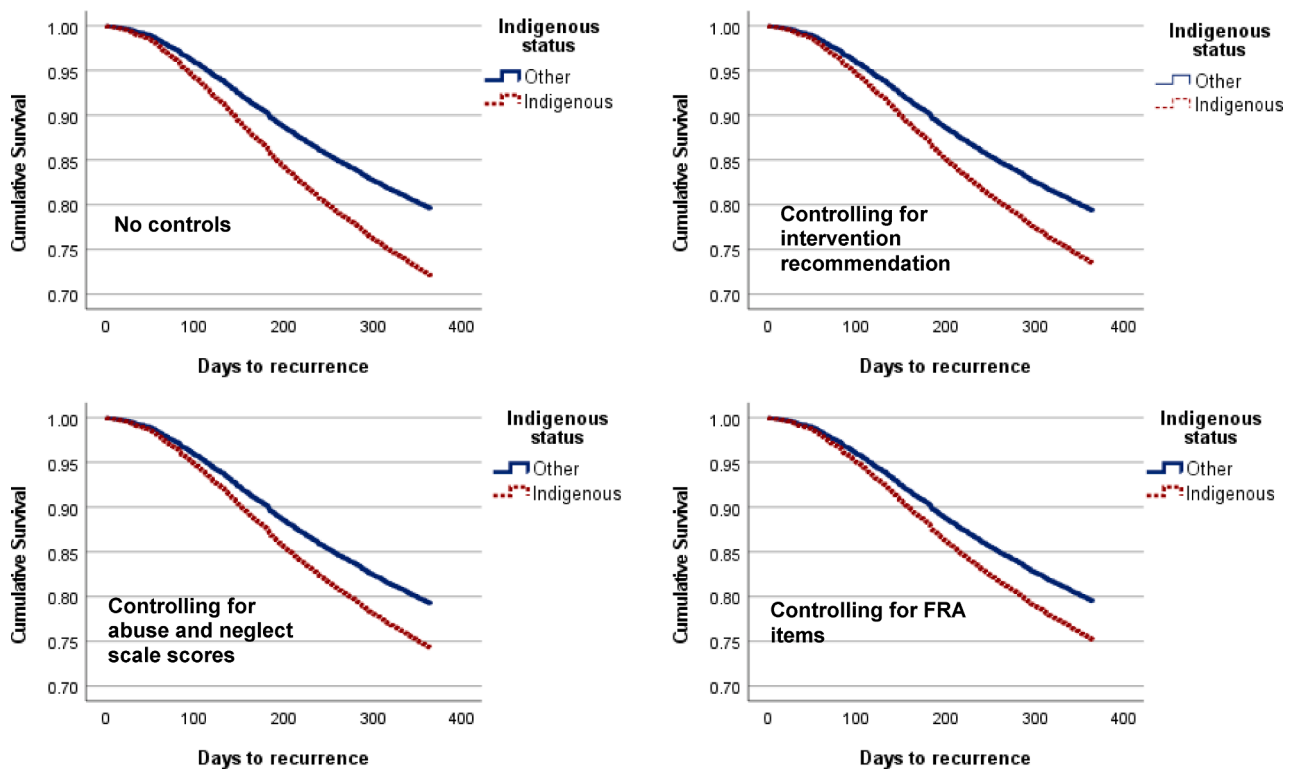 Cumulative Survival
1.00
0.95
0.90
0.85
0.80
0.75
0.70
0
100
200
300
400
Days to recurrence
No controls
Indigenous
status
Other
Indigenous
Cumulative Survival
1.00
0.95
0.90
0.85
0.80
0.75
0.70
0
100
200
300
400
Days to recurrence
Controlling for
intervention
recommendation
Indigenous
status
Other
Indigenous
Cumulative Survival
1.00
0.95
0.90
0.85
0.80
0.75
0.70
0
100
200
300
400
Days to recurrence
Controlling for
abuse and neglect
scale scores
Indigenous
status
Other
Indigenous
Cumulative Survival
1.00
0.95
0.90
0.85
0.80
0.75
0.70
0
100
200
300
400
Days to recurrence
Controlling for FRA
items
Indigenous
status
Other
Indigenous